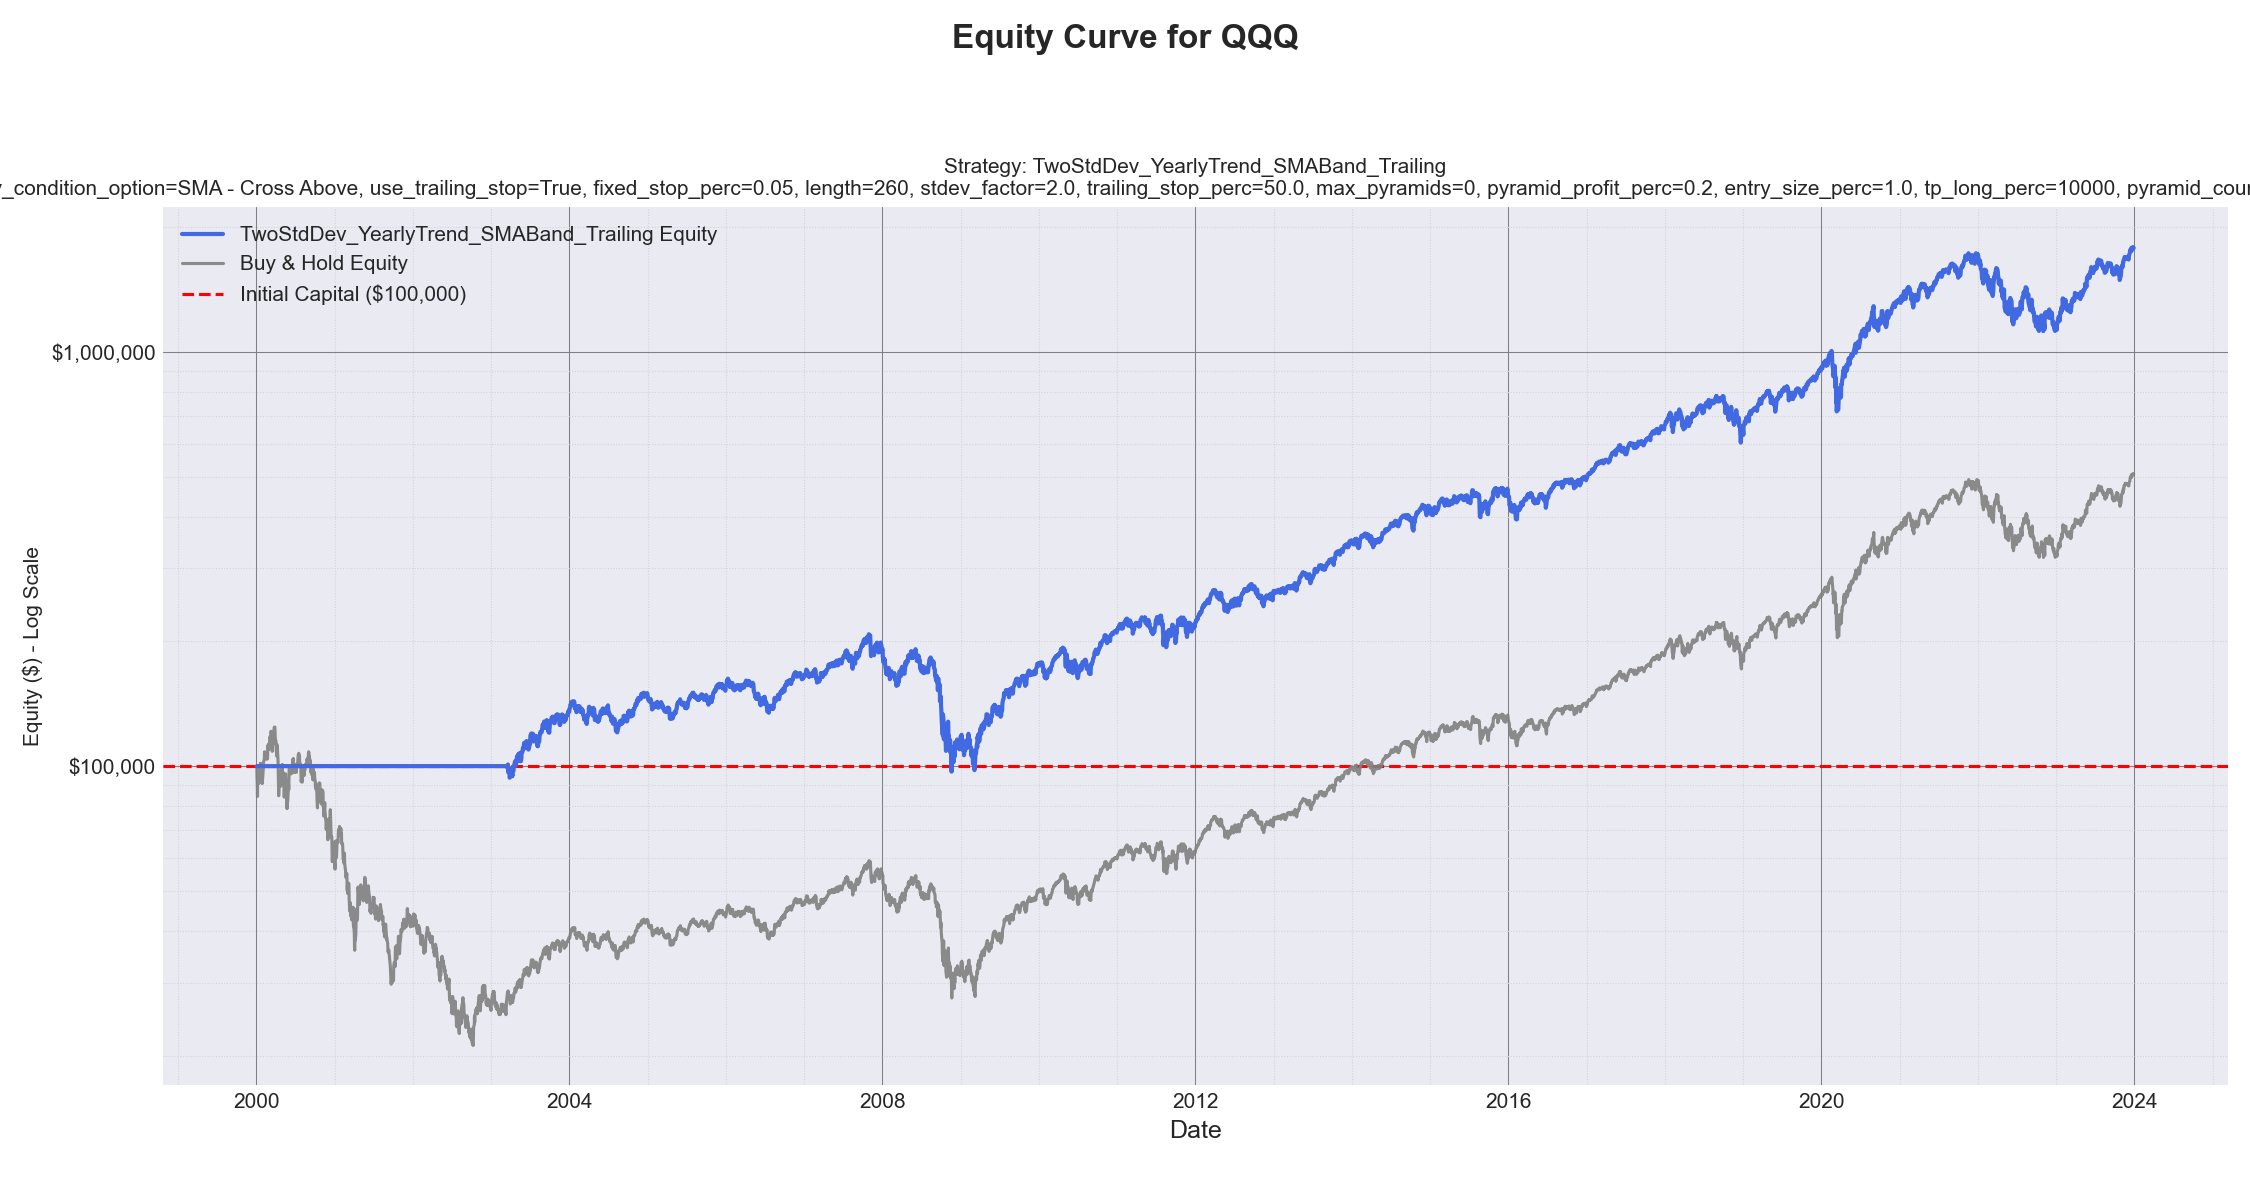 Equity Curve for QQQ
Strategy: TwoStdDev_YearlyTrend_SMABand_Trailing
_condition_option=SMA - Cross Above, use_trailing_stop=True, fixed_stop_perc=0.05, length=260, stdev_factor=2.0, trailing_stop_perc=50.0, max_pyramids=0, pyramid_profit_perc=0.2, entry_size_perc=1.0, tp_long_perc=10000,
TwoStdDev_YearlyTrend_SMABand_Trailing Equity
Buy & Hold Equity
Initial Capital ($100,000)
Equity ($) - Log Scale
$1,000,000
$100,000
2000 2004 2008 2012 2016 2020 2024
Date